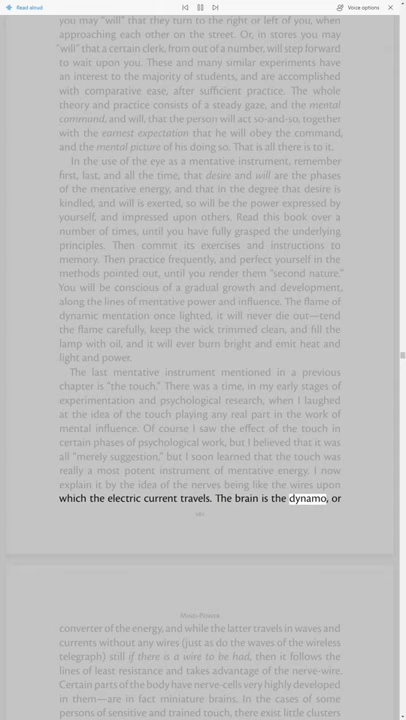 Read aloud
Voice options
you may "will" that they turn to the right or left of you, when
approaching each other on the street. Or, in stores you may
"will" that a certain clerk, from out of a number, will step forward
to wait upon you. These and many similar experiments have
an interest to the majority of students, and are accomplished
with comparative ease, after sufficient practice. The whole
theory and practice consists of a steady gaze, and the mental
command, and will, that the person will act so-and-so, together
with the earnest expectation that he will obey the command,
and the mental picture of his doing so. That is all there is to it.
In the use of the eye as a mentative instrument, remember
first, last, and all the time, that desire and will are the phases
of the mentative energy, and that in the degree that desire is
kindled, and will is exerted, so will be the power expressed by
yourself, and impressed upon others. Read this book over a
number of times, until you have fully grasped the underlying
principles. Then commit its exercises and instructions to
memory. Then practice frequently, and perfect yourself in the
methods pointed out, until you render them "second nature."
You will be conscious of a gradual growth and development,
along the lines of mentative power and influence. The flame of
dynamic mentation once lighted, it will never die out—tend
the flame carefully, keep the wick trimmed clean, and fill the
lamp with oil, and it will ever burn bright and emit heat and
light and power.
The last mentative instrument mentioned in a previous
chapter is "the touch." There was a time, in my early stages of
experimentation and psychological research, when I laughed
at the idea of the touch playing any real part in the work of
mental influence. Of course I saw the effect of the touch in
certain phases of psychological work, but I believed that it was
all "merely suggestion," but I soon learned that the touch was
really a most potent instrument of mentative energy. I now
explain it by the idea of the nerves being like the wires upon
which the electric current travels. The brain is the dynamo, or
Mind-Power
converter of the energy, and while the latter travels in waves and
currents without any wires (just as do the waves of the wireless
telegraph) still if there is a wire to be had, then it follows the
lines of least resistance and takes advantage of the nerve-wire.
Certain parts of the body have nerve-cells very highly developed
in them—are in fact miniature brains. In the cases of some
persons of sensitive and trained touch, there exist little clusters